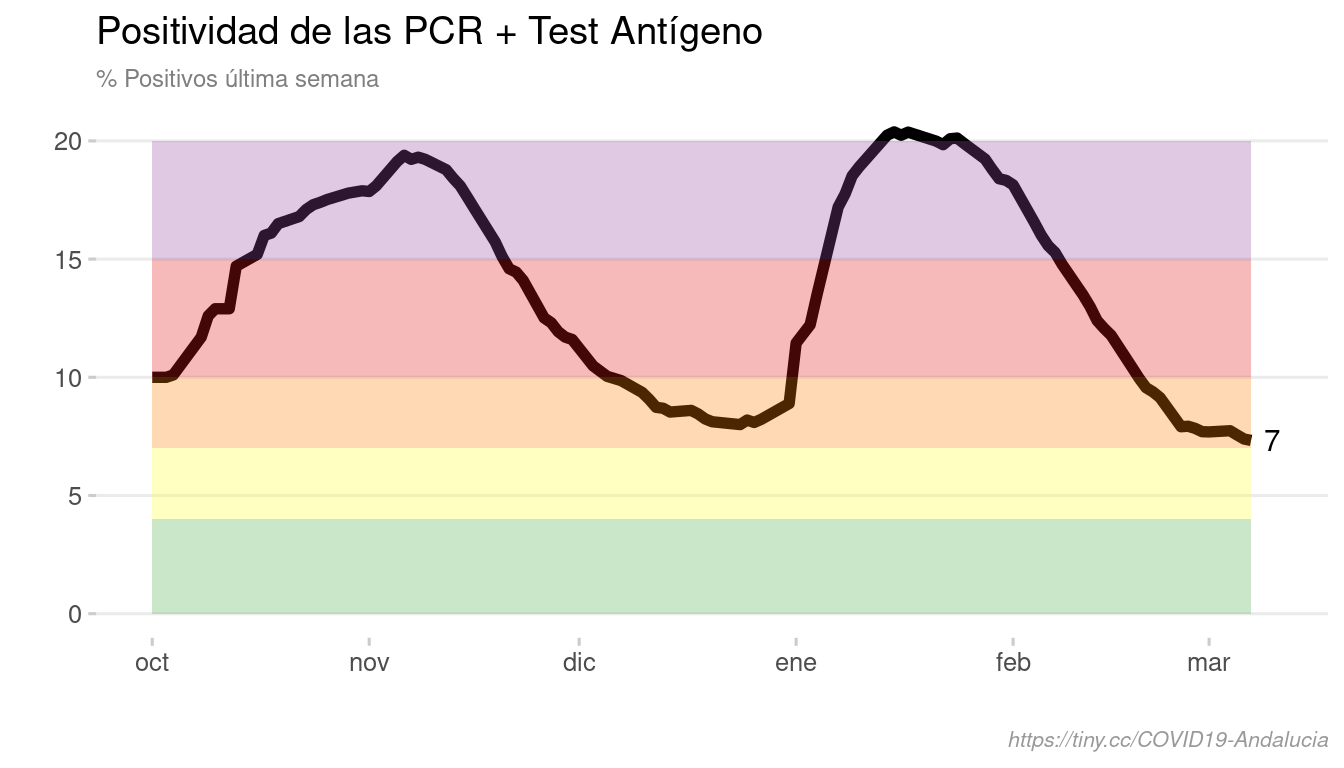 Positividad de las PCR + Test Antígeno
% Positivos última semana
20
15
10
5
0
7
oct nov dic ene feb mar
https://tiny.cc/COVID19-Andalucia